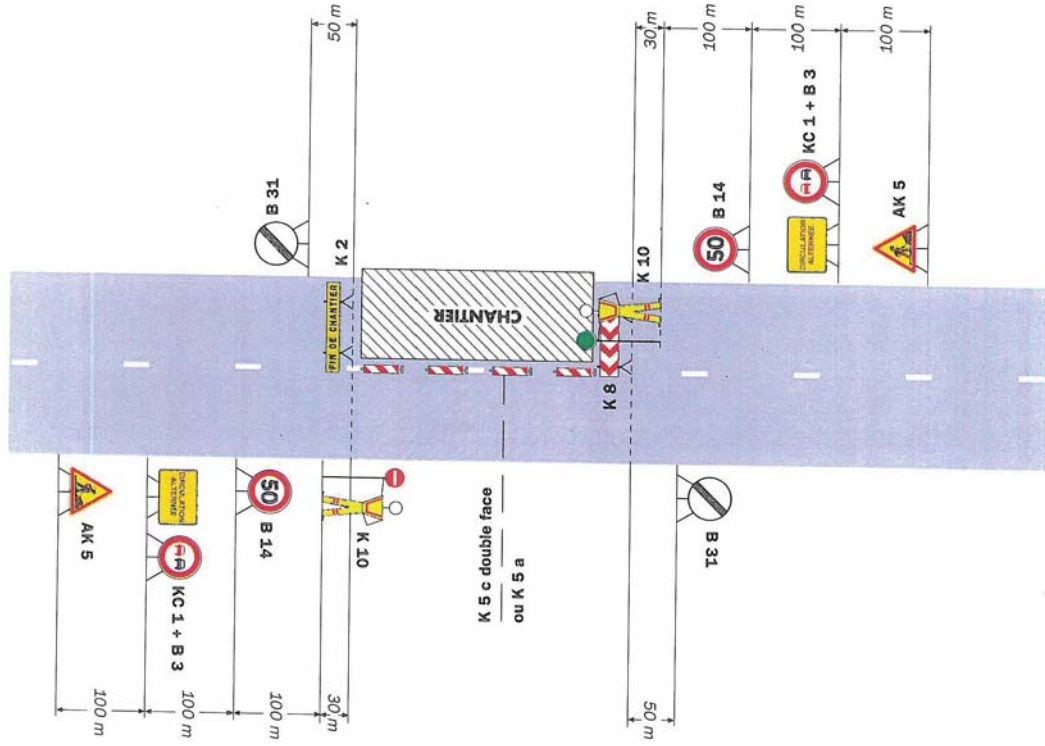 50 m
30 m
100 m
100 m
100 m
B 31
K 2
FIN DE CHANTIER
CHANTIER
K 10
B 14
50
KC 1 + B 3
CIRCULATION
ALTERNÉE
AK 5
K 8
AK 5
CIRCULATION
ALTERNÉE
KC 1 + B 3
50
B 14
K 10
K 5 c double face
ou K 5 a
B 31
100 m
100 m
100 m
30 m
50 m